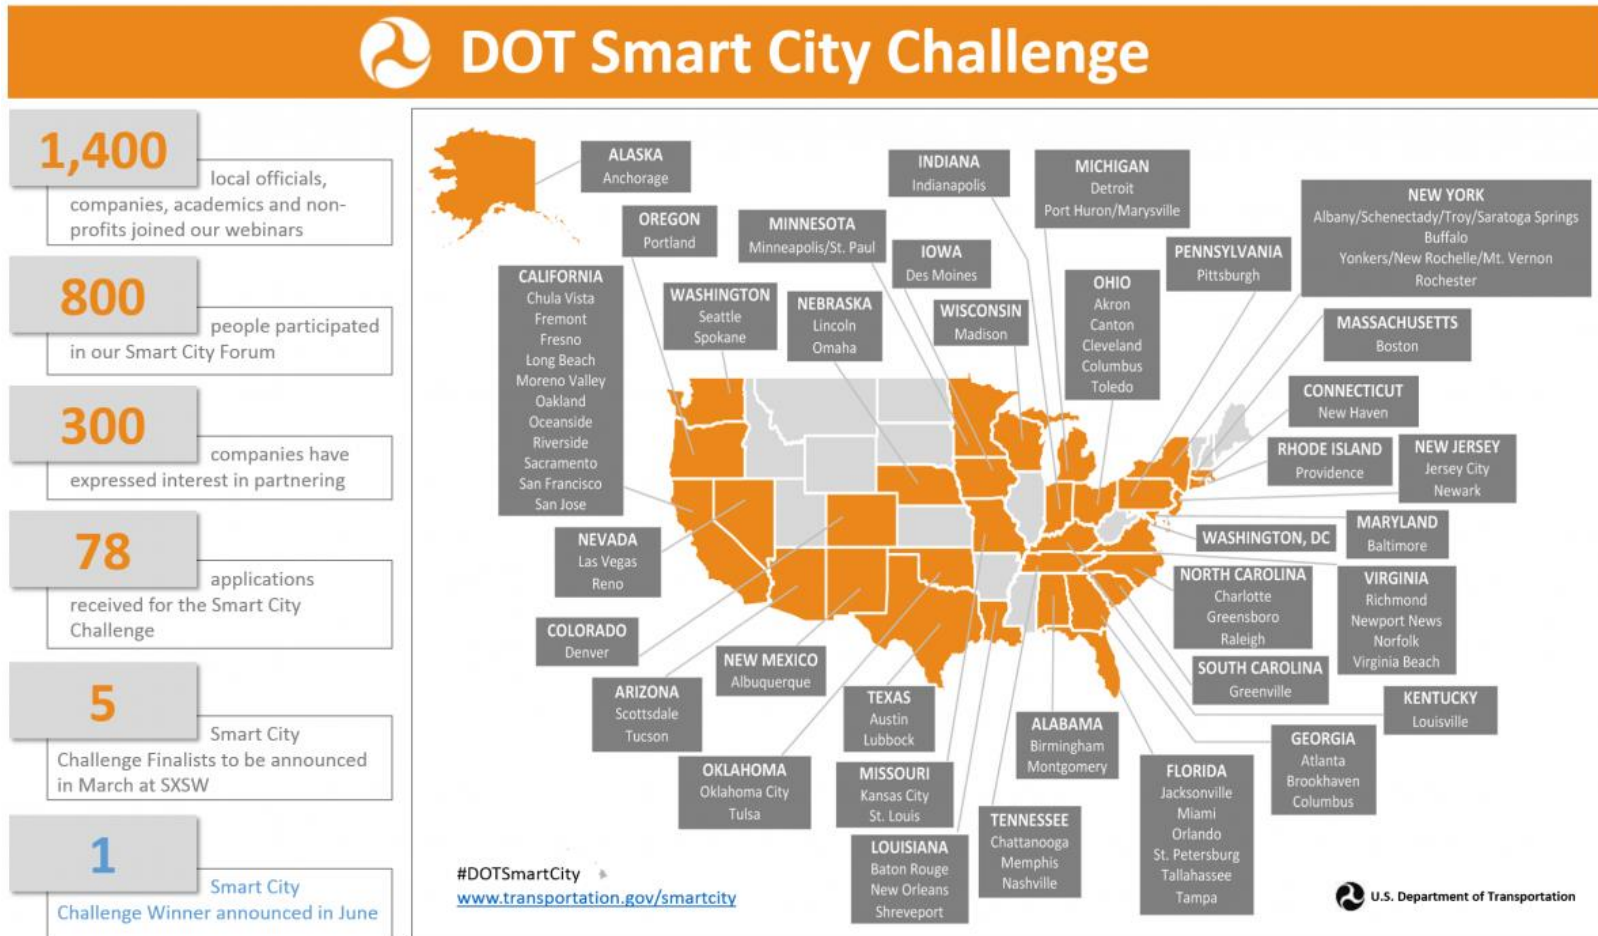 DOT Smart City Challenge
1,400
local officials,
companies, academics and non-
profits joined our webinars
800
people participated
in our Smart City Forum
300
companies have
expressed interest in partnering
78
applications
received for the Smart City
Challenge
5
Smart City
Challenge Finalists to be announced
in March at SXSW
1
Smart City
Challenge Winner announced in June
ALASKA
Anchorage
OREGON
Portland
CALIFORNIA
Chula Vista
Fremont
Fresno
Long Beach
Moreno Valley
Oakland
Oceanside
Riverside
Sacramento
San Francisco
San Jose
WASHINGTON
Seattle
Spokane
MINNESOTA
Minneapolis/St. Paul
NEBRASKA
Lincoln
Omaha
INDIANA
Indianapolis
IOWA
Des Moines
WISCONSIN
Madison
MICHIGAN
Detroit
Port Huron/Marysville
OHIO
Akron
Canton
Cleveland
Columbus
Toledo
PENNSYLVANIA
Pittsburgh
NEW YORK
Albany/Schenectady/Troy/Saratoga Springs
Buffalo
Yonkers/New Rochelle/Mt. Vernon
Rochester
MASSACHUSETTS
Boston
CONNECTICUT
New Haven
RHODE ISLAND
Providence
NEW JERSEY
Jersey City
Newark
MARYLAND
Baltimore
WASHINGTON, DC
NEVADA
Las Vegas
Reno
COLORADO
Denver
ARIZONA
Scottsdale
Tucson
NEW MEXICO
Albuquerque
OKLAHOMA
Oklahoma City
Tulsa
TEXAS
Austin
Lubbock
MISSOURI
Kansas City
St. Louis
LOUISIANA
Baton Rouge
New Orleans
Shreveport
TENNESSEE
Chattanooga
Memphis
Nashville
ALABAMA
Birmingham
Montgomery
FLORIDA
Jacksonville
Miami
Orlando
St. Petersburg
Tallahassee
Tampa
GEORGIA
Atlanta
Brookhaven
Columbus
KENTUCKY
Louisville
SOUTH CAROLINA
Greenville
NORTH CAROLINA
Charlotte
Greensboro
Raleigh
VIRGINIA
Richmond
Newport News
Norfolk
Virginia Beach
#DOTSmartCity
www.transportation.gov/smartcity
U.S. Department of Transportation